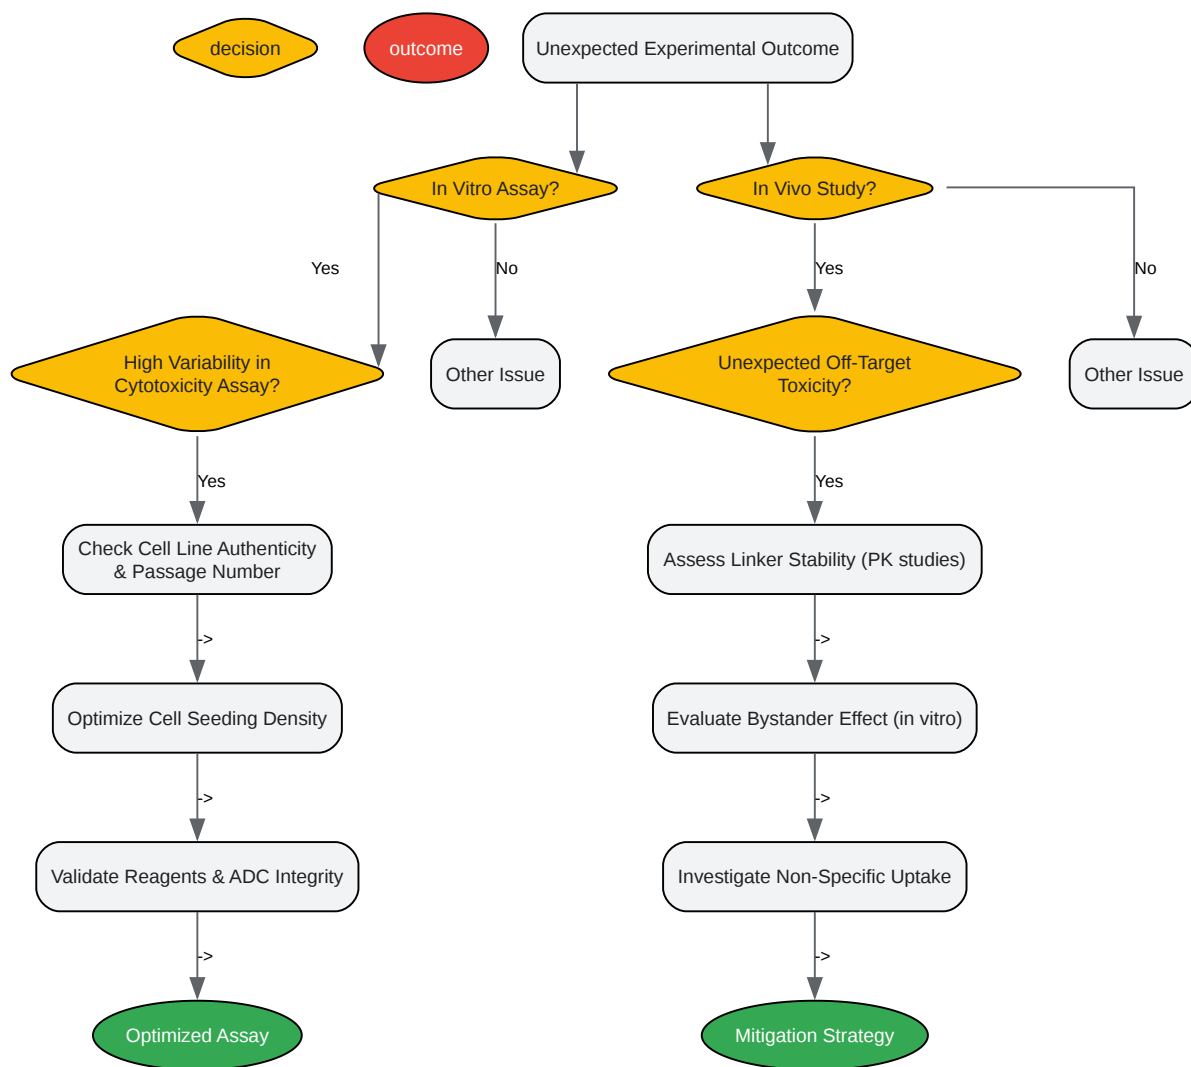 decision
outcome
Unexpected Experimental Outcome
In Vitro Assay?
In Vivo Study?
Yes
No
Yes
No
High Variability in
Cytotoxicity Assay?
Other Issue
Unexpected Off-Target
Toxicity?
Other Issue
Yes
Yes
Check Cell Line Authenticity
& Passage Number
Assess Linker Stability (PK studies)
->
->
Optimize Cell Seeding Density
Evaluate Bystander Effect (in vitro)
->
->
Validate Reagents & ADC Integrity
Investigate Non-Specific Uptake
->
->
Optimized Assay
Mitigation Strategy